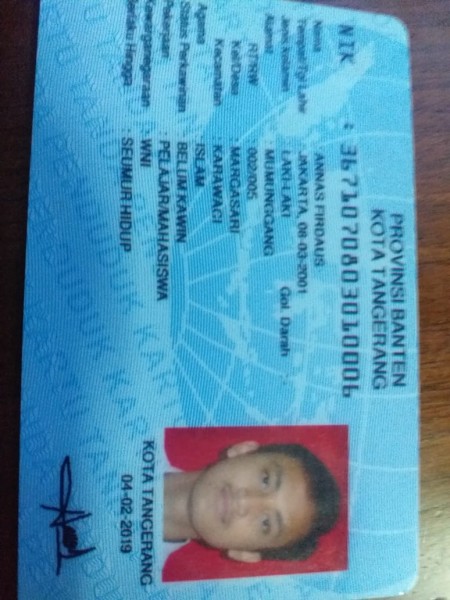 PROVINSI BANTEN
KOTA TANGERANG
NIK : 3671070803010006
Nama : ANNAS FIRDAUS
Tempat/Tgl Lahir : JAKARTA, 08-03-2001
Jenis kelamin : LAKI-LAKI Gol. Darah :
Alamat : MUMUNGGANG
RT/RW : 002/005
Kel/Desa : MARGASARI
Kecamatan : KARAWACI
Agama : ISLAM
Status Perkawinan : BELUM KAWIN
Pekerjaan : PELAJAR/MAHASISWA
Kewarganegaraan : WNI
Berlaku Hingga : SEUMUR HIDUP
KOTA TANGERANG
04-02-2019